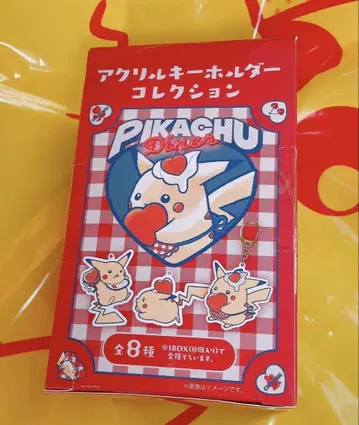 アクリルキーホルダー
コレクション
PIKACHU
Diner
全8種
※1BOX(8個入り)で
全種そろいます。
※画像はイメージです。